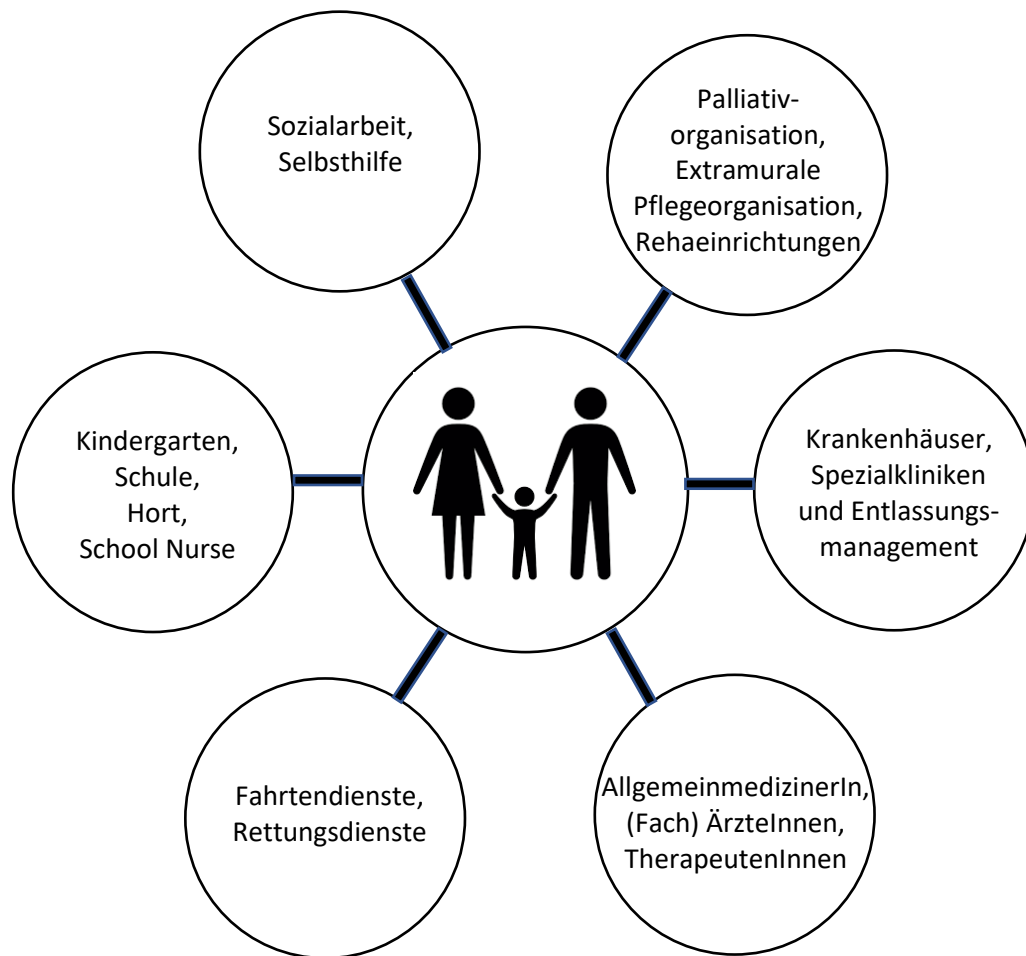 Sozialarbeit,
Selbsthilfe
Palliativ-
organisation,
Extramurale
Pflegeorganisation,
Rehaeinrichtungen
Kindergarten,
Schule,
Hort,
School Nurse
Krankenhäuser,
Spezialkliniken
und Entlassungs-
management
Fahrtendienste,
Rettungsdienste
AllgemeinmedizinerIn,
(Fach) ÄrzteInnen,
TherapeutenInnen